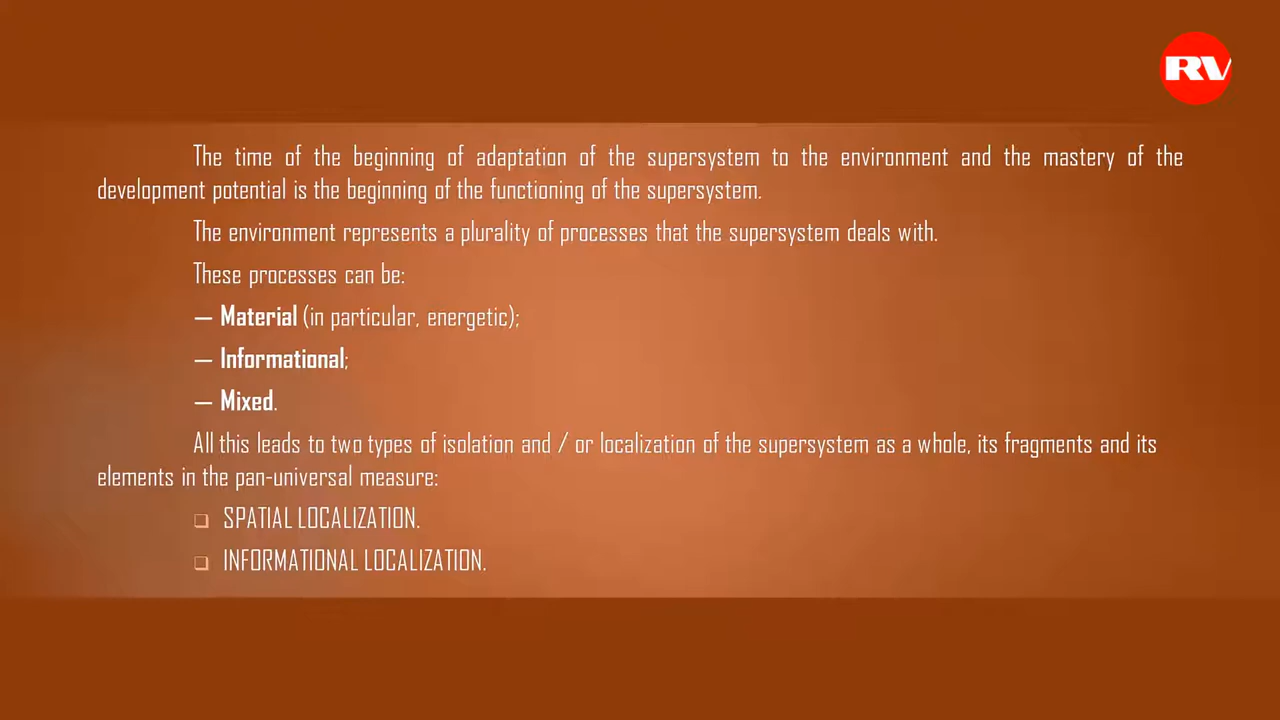 RV
The time of the beginning of adaptation of the supersystem to the environment and the mastery of the
development potential is the beginning of the functioning of the supersystem.
The environment represents a plurality of processes that the supersystem deals with.
These processes can be:
— Material (in particular, energetic);
— Informational;
— Mixed.
All this leads to two types of isolation and / or localization of the supersystem as a whole, its fragments and its
elements in the pan-universal measure:
❑ SPATIAL LOCALIZATION.
❑ INFORMATIONAL LOCALIZATION.